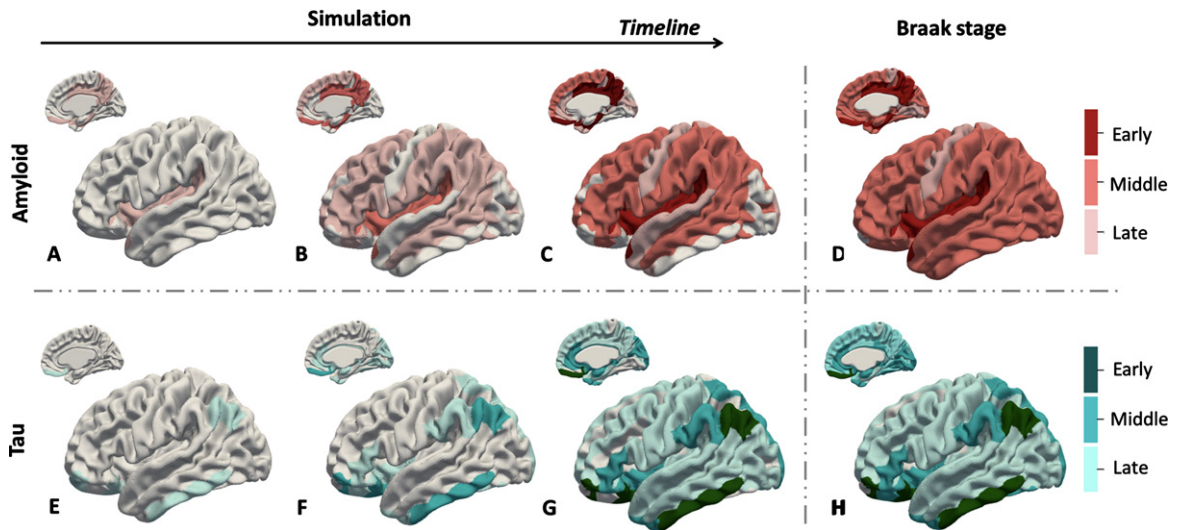 Simulation
Timeline
Braak stage
Amyloid
A
B
C
D
Early
Middle
Late
Tau
E
F
G
H
Early
Middle
Late